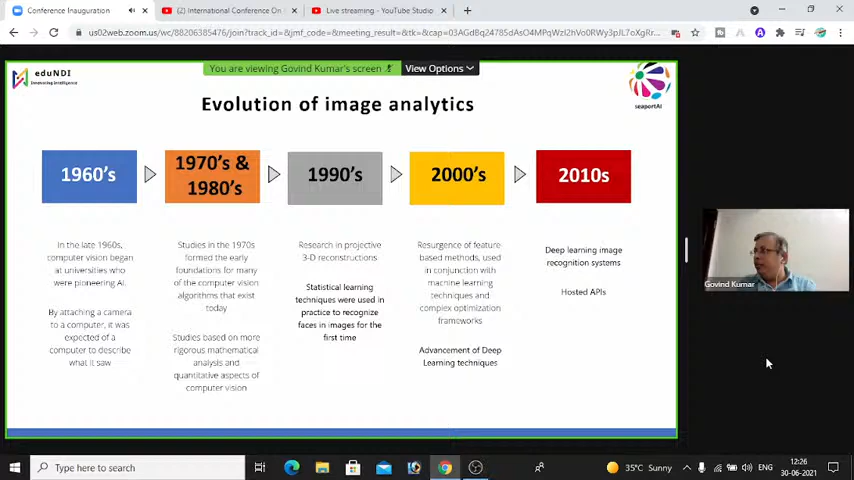 Conference Inauguration
(2) International Conference On
Live streaming - YouTube Studio
us02web.zoom.us/wc/88206385476/join?track_id=&jmf_code=&meeting_result=&tk=&cap=
You are viewing Govind Kumar's screen
View Options
eduNDI
seaportAI
Evolution of image analytics
1960's
1970's &
1980's
1990's
2000's
2010s
In the late 1960s,
computer vision began
at universities who
were pioneering AI.
By attaching a camera
to a computer, it was
expected of a
computer to describe
what it saw
Studies in the 1970s
formed the early
foundations for many
of the computer vision
algorithms that exist
today
Studies based on more
rigorous mathematical
analysis and
quantitative aspects of
computer vision
Research in projective
3-D reconstructions
Statistical learning
techniques were used in
practice to recognize
faces in images for the
first time
Resurgence of feature-
based methods, used
in conjunction with
machine learning
techniques and
complex optimization
frameworks
Advancement of Deep
Learning techniques
Deep learning image
recognition systems
Hosted APIs
Govind Kumar
Type here to search
35°C Sunny
ENG
12:26
30-06-2021